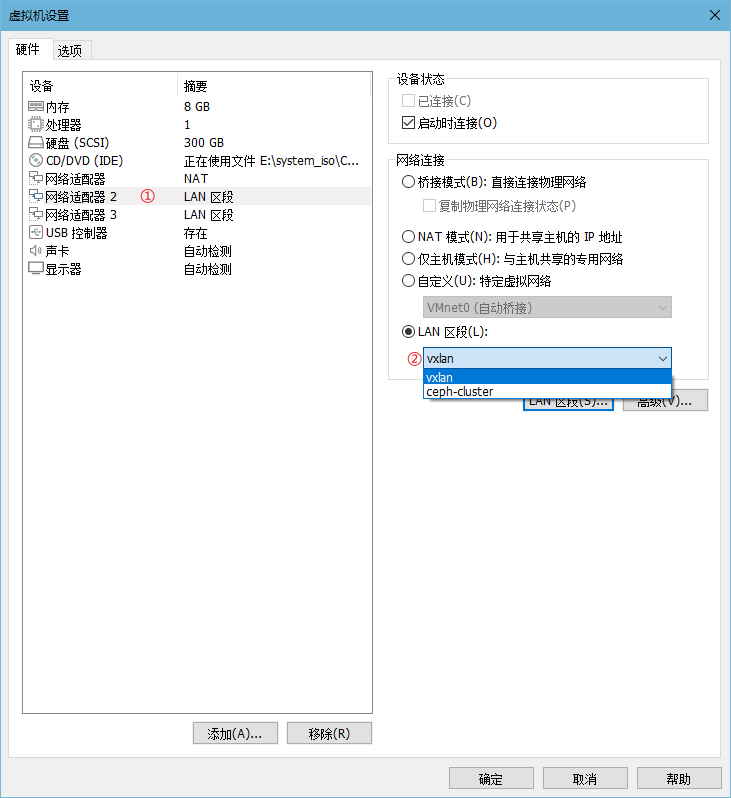 虚拟机设置
硬件 选项
设备 摘要
内存 8 GB
处理器 1
硬盘 (SCSI) 300 GB
CD/DVD (IDE) 正在使用文件 E:\system_iso\C...
网络适配器 NAT
网络适配器 2 ① LAN 区段
网络适配器 3 LAN 区段
USB 控制器 存在
声卡 自动检测
显示器 自动检测
添加(A)... 移除(R)
设备状态
已连接(C)
启动时连接(O)
网络连接
桥接模式(B): 直接连接物理网络
复制物理网络连接状态(P)
NAT 模式(N): 用于共享主机的 IP 地址
仅主机模式(H): 与主机共享的专用网络
自定义(U): 特定虚拟网络
VMnet0 (自动桥接)
LAN 区段(L):
② vxlan
vxlan
ceph-cluster
LAN 区段(S)... 高级(V)...
确定 取消 帮助